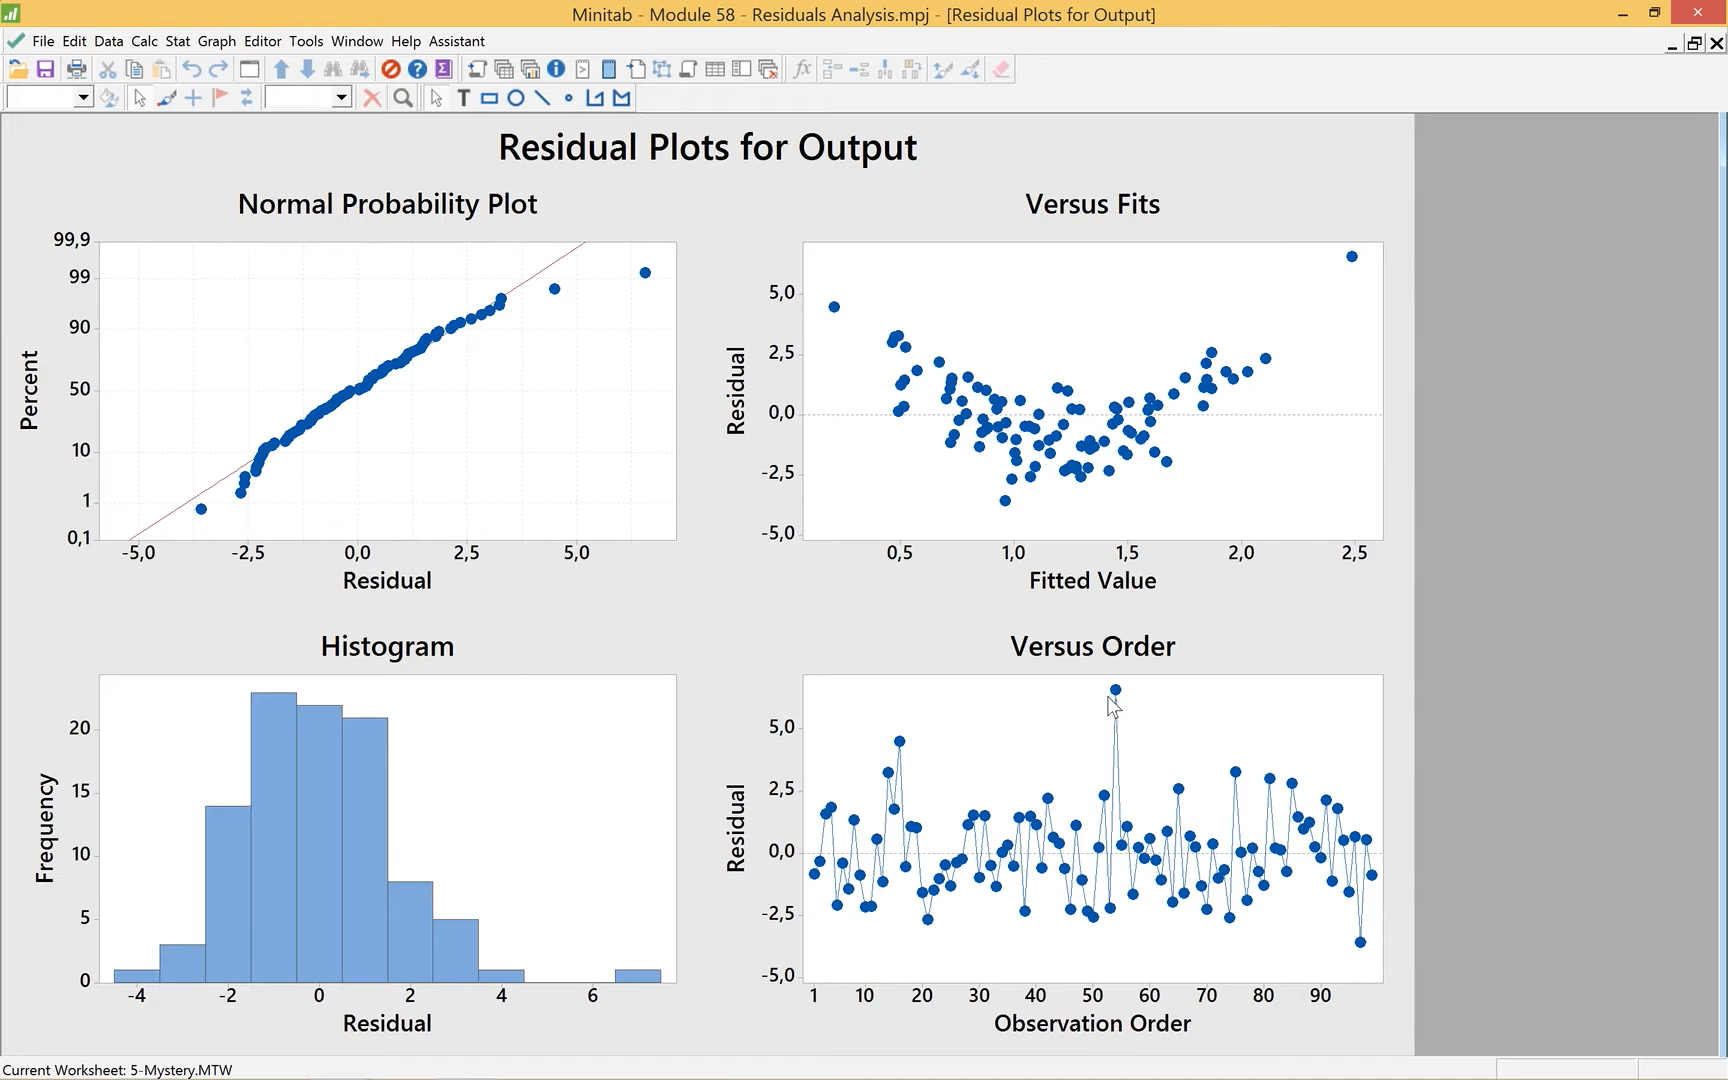 Minitab - Module 58 - Residuals Analysis.mpj - [Residual Plots for Output]
File Edit Data Calc Stat Graph Editor Tools Window Help Assistant
Residual Plots for Output
Normal Probability Plot
99,9
99
90
50
10
1
0,1
Percent
-5,0 -2,5 0,0 2,5 5,0
Residual
Versus Fits
5,0
2,5
0,0
-2,5
-5,0
Residual
0,5 1,0 1,5 2,0 2,5
Fitted Value
Histogram
20
15
10
5
0
Frequency
-4 -2 0 2 4 6
Residual
Versus Order
5,0
2,5
0,0
-2,5
-5,0
Residual
1 10 20 30 40 50 60 70 80 90
Observation Order
Current Worksheet: 5-Mystery.MTW